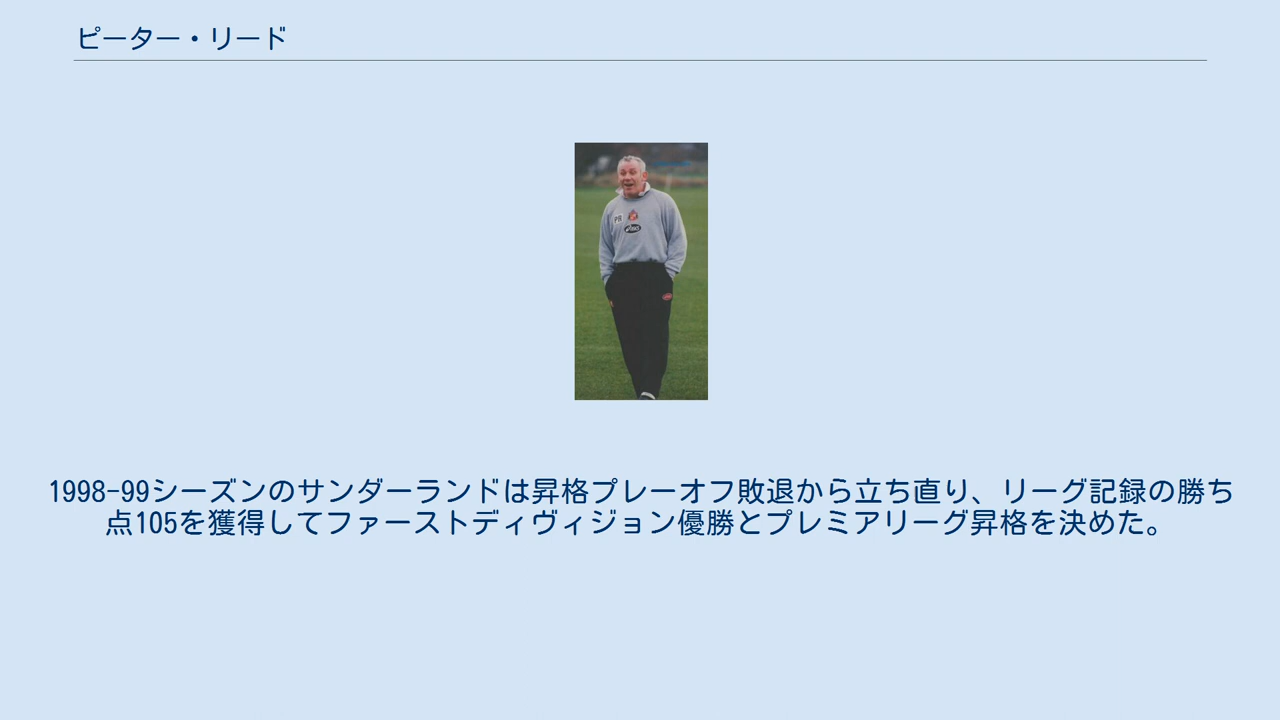 ピーター・リード
PR
asics
1998-99シーズンのサンダーランドは昇格プレーオフ敗退から立ち直り、リーグ記録の勝ち
点105を獲得してファーストディヴィジョン優勝とプレミアリーグ昇格を決めた。